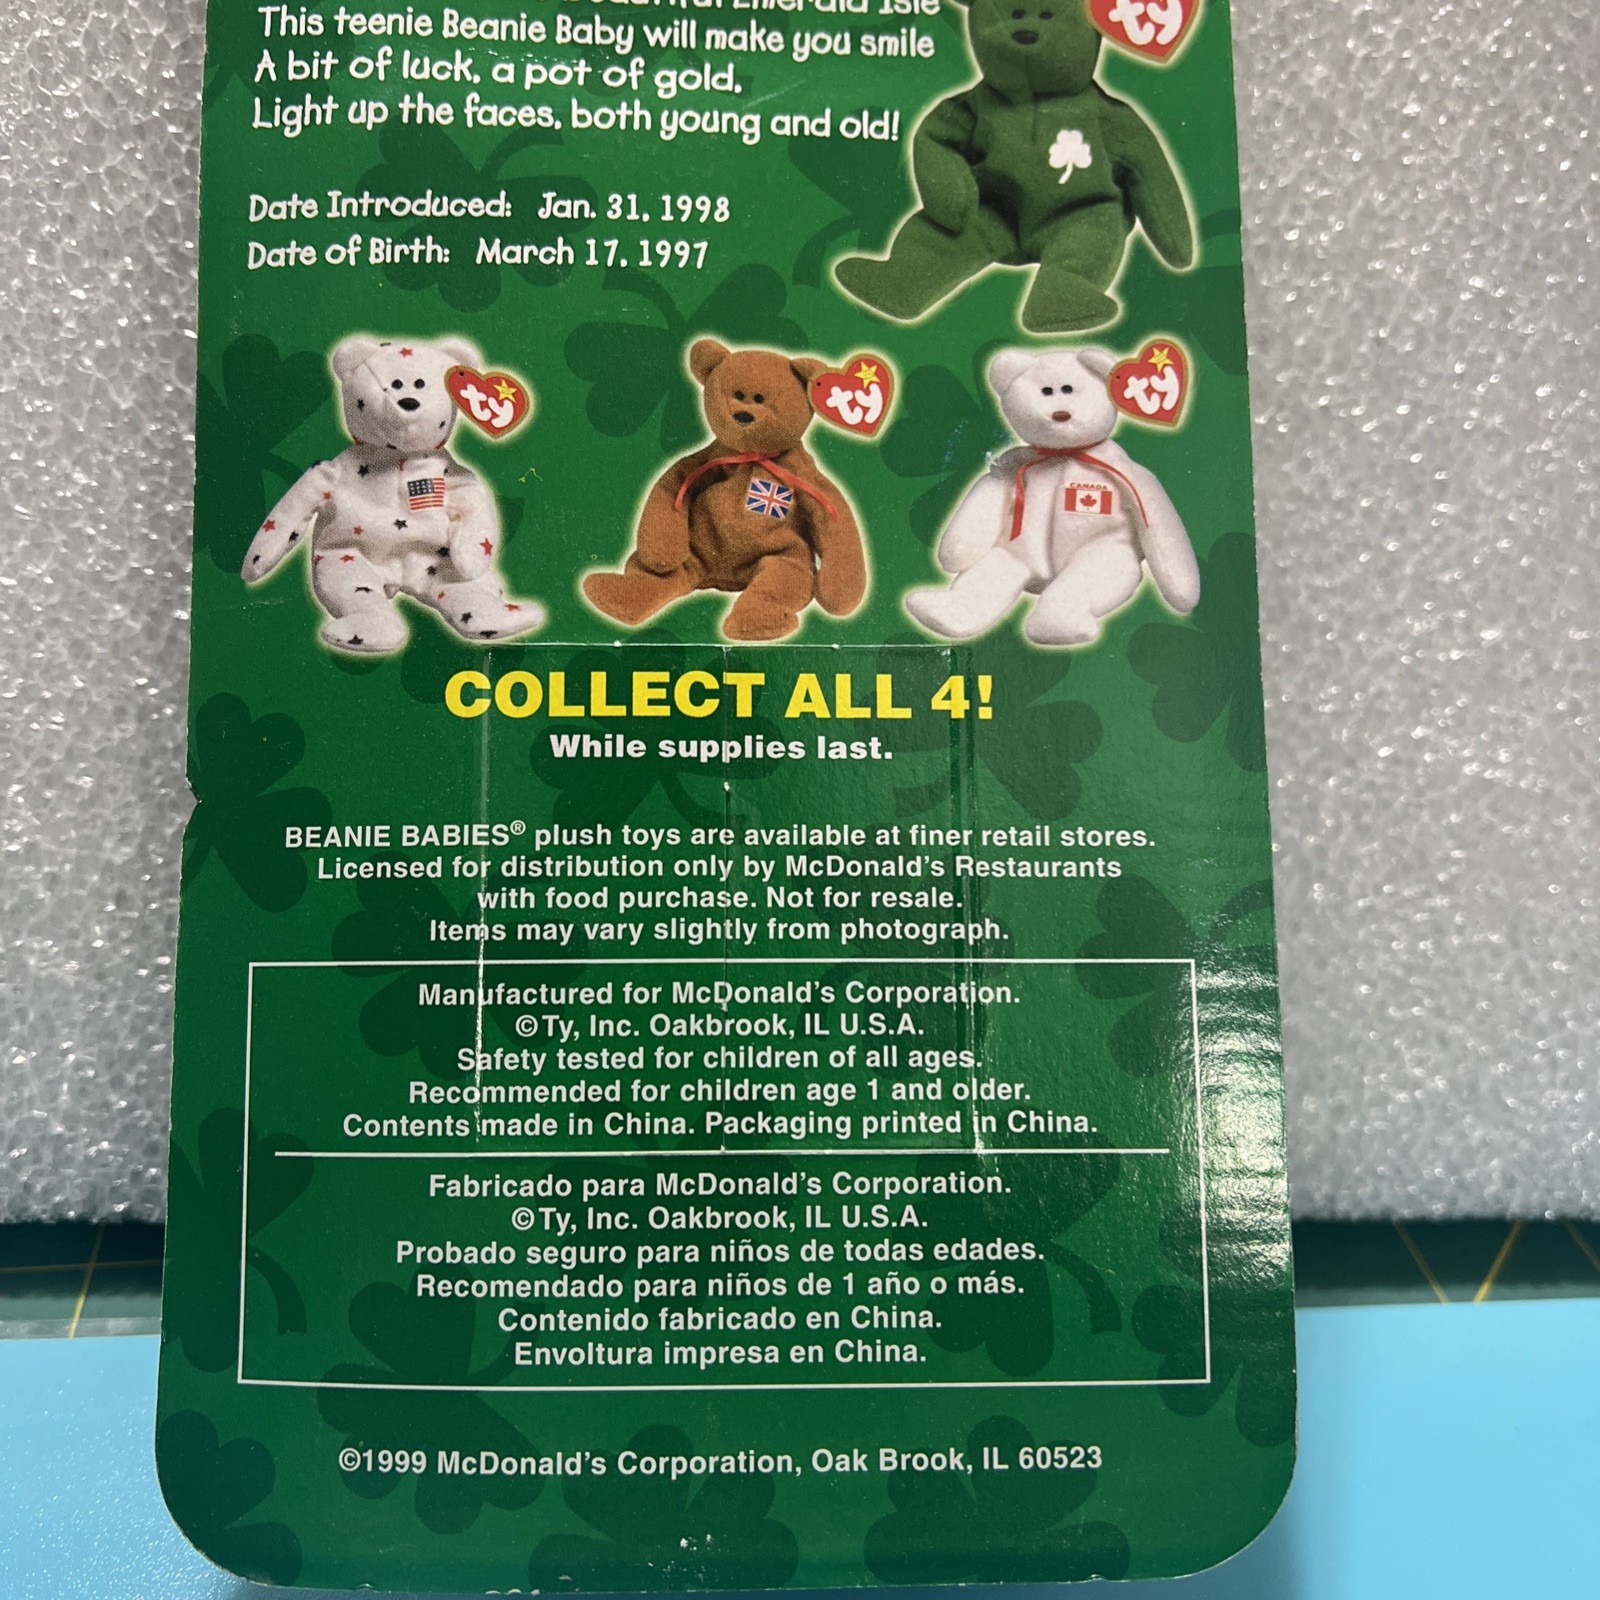 Emerald Isle
This teenie Beanie Baby will make you smile
A bit of luck, a pot of gold,
Light up the faces, both young and old!
ty
Date Introduced: Jan. 31, 1998
Date of Birth: March 17, 1997
ty
ty
ty
CANADA
COLLECT ALL 4!
While supplies last.
BEANIE BABIES® plush toys are available at finer retail stores.
Licensed for distribution only by McDonald's Restaurants
with food purchase. Not for resale.
Items may vary slightly from photograph.
Manufactured for McDonald's Corporation.
©Ty, Inc. Oakbrook, IL U.S.A.
Safety tested for children of all ages.
Recommended for children age 1 and older.
Contents made in China. Packaging printed in China.
Fabricado para McDonald's Corporation.
©Ty, Inc. Oakbrook, IL U.S.A.
Probado seguro para niños de todas edades.
Recomendado para niños de 1 año o más.
Contenido fabricado en China.
Envoltura impresa en China.
©1999 McDonald's Corporation, Oak Brook, IL 60523